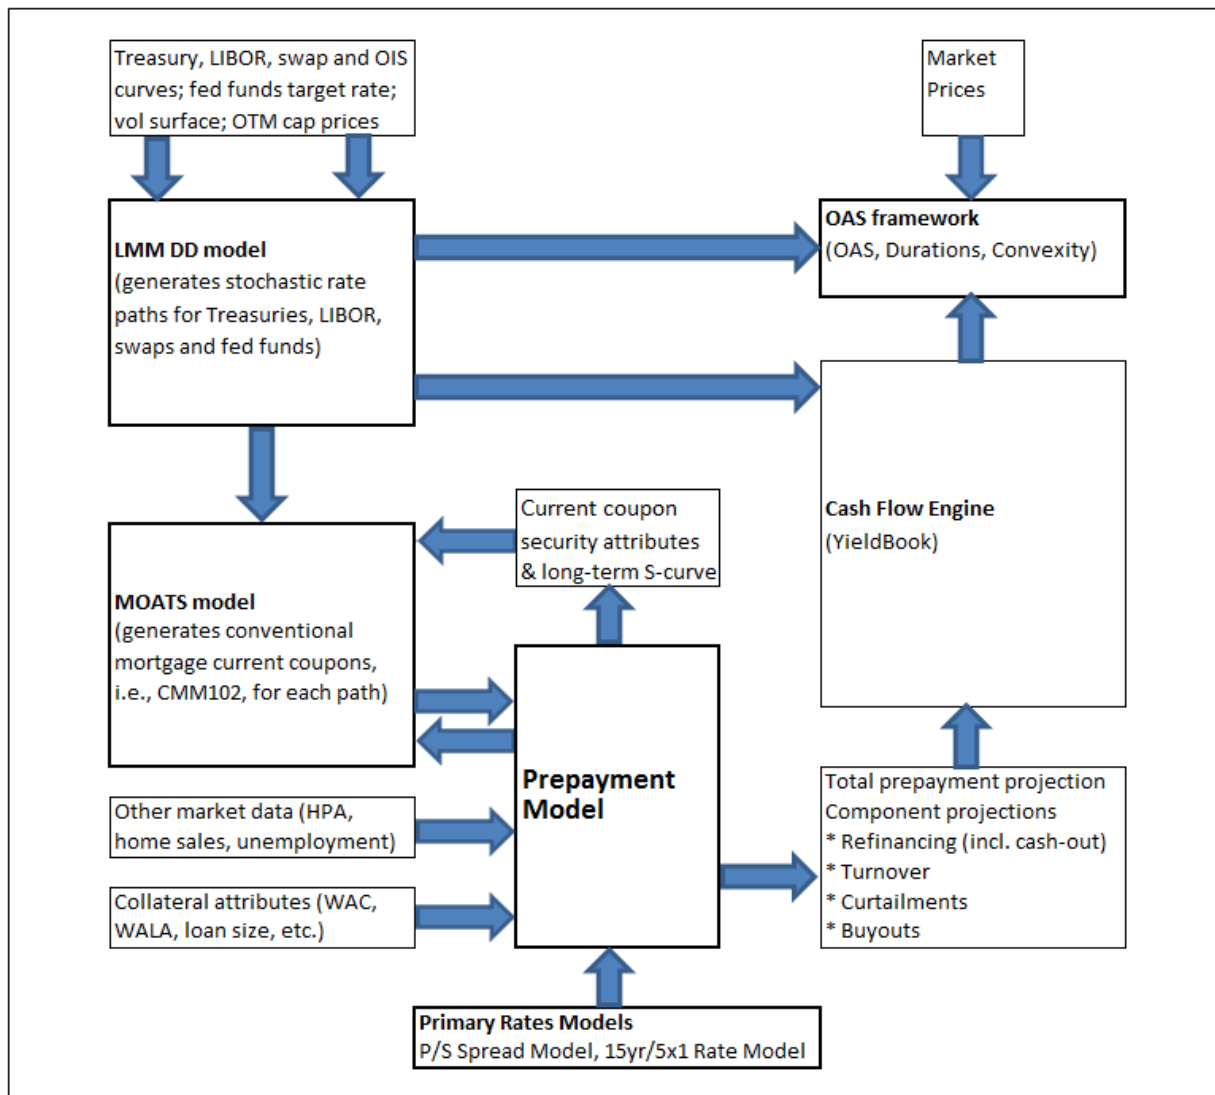 Treasury, LIBOR, swap and OIS
curves; fed funds target rate;
vol surface; OTM cap prices
Market
Prices
LMM DD model
(generates stochastic rate
paths for Treasuries, LIBOR,
swaps and fed funds)
OAS framework
(OAS, Durations, Convexity)
Cash Flow Engine
(YieldBook)
Current coupon
security attributes
& long-term S-curve
MOATS model
(generates conventional
mortgage current coupons,
i.e., CMM102, for each path)
Prepayment
Model
Other market data (HPA,
home sales, unemployment)
Collateral attributes (WAC,
WALA, loan size, etc.)
Total prepayment projection
Component projections
* Refinancing (incl. cash-out)
* Turnover
* Curtailments
* Buyouts
Primary Rates Models
P/S Spread Model, 15yr/5x1 Rate Model